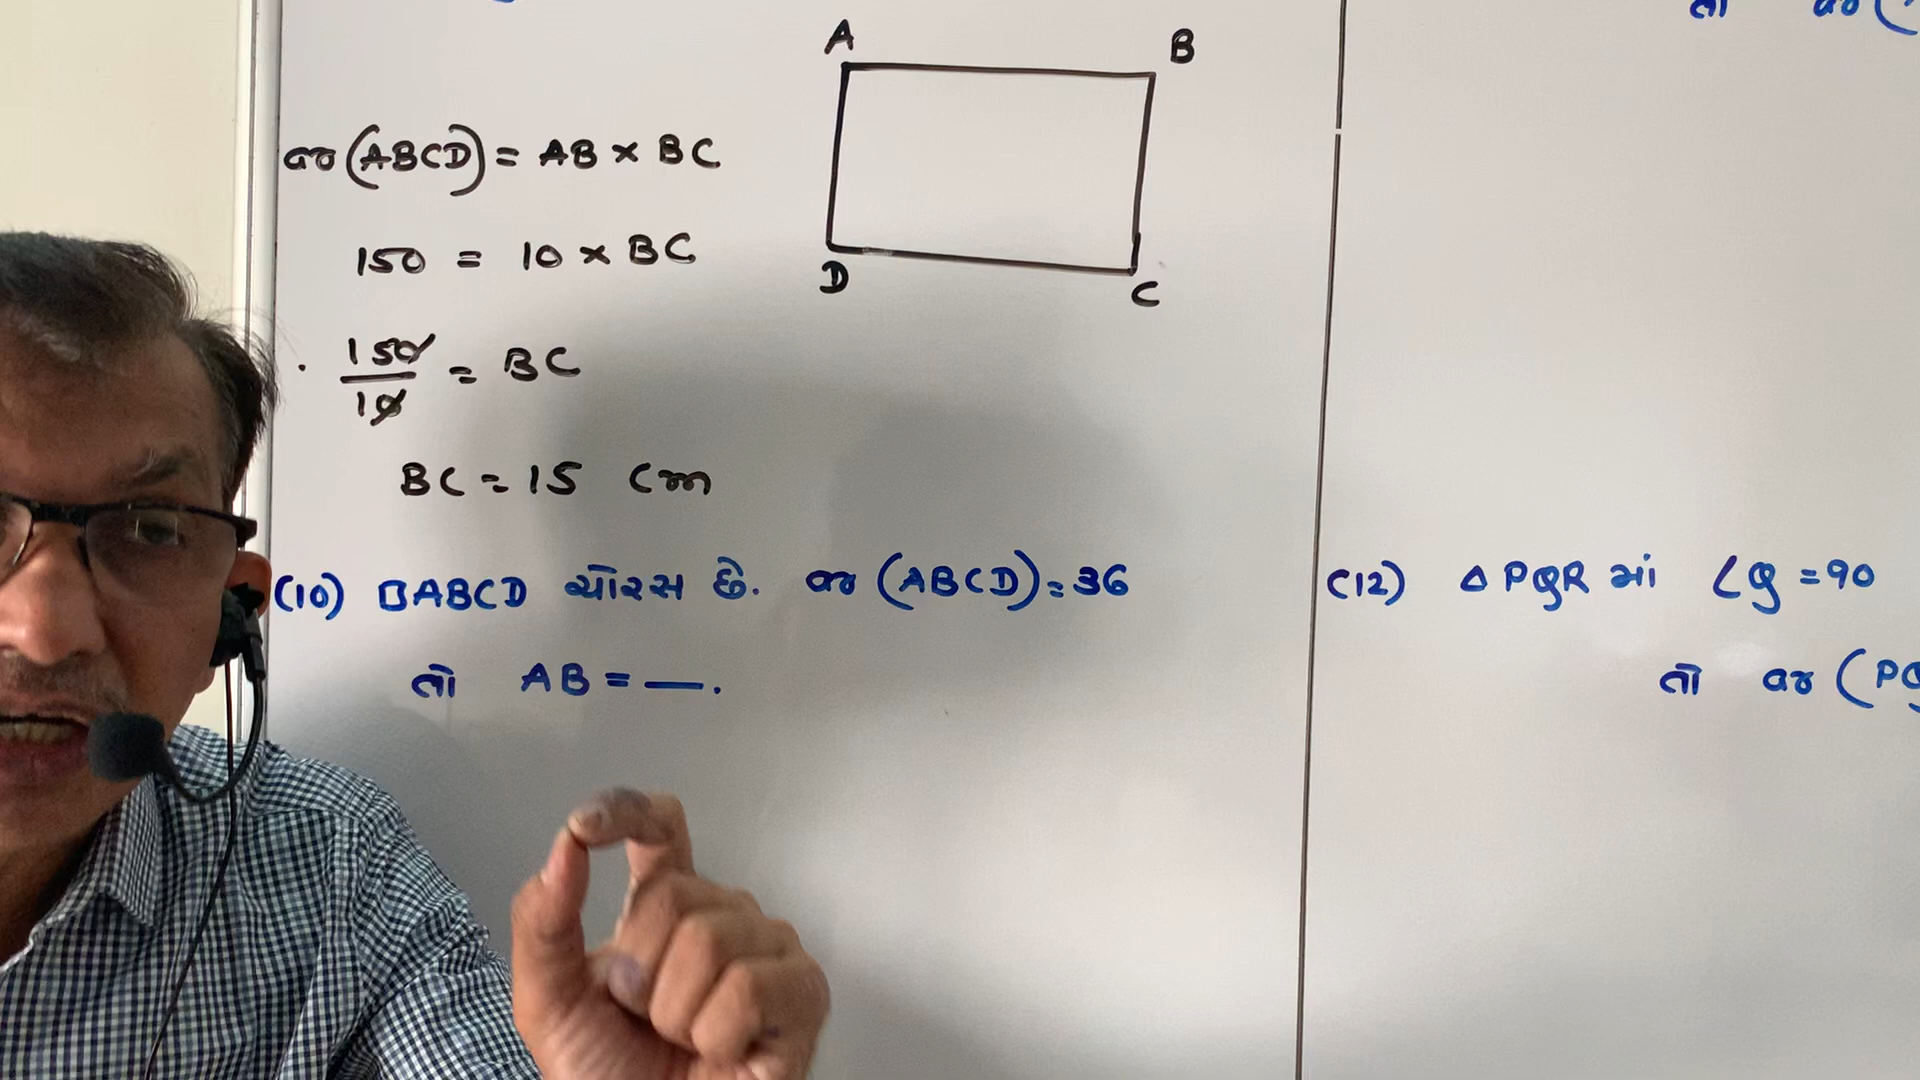 ABCD
A
B
D
C
ક્ષેત્ર (ABCD) = AB × BC
150 = 10 × BC
150/10 = BC
BC = 15 cm
(10) □ABCD ચોરસ છે. ક્ષેત્ર (ABCD) = 36
તો AB = —.
તો
(12) △PQR માં ∠Q = 90
તો